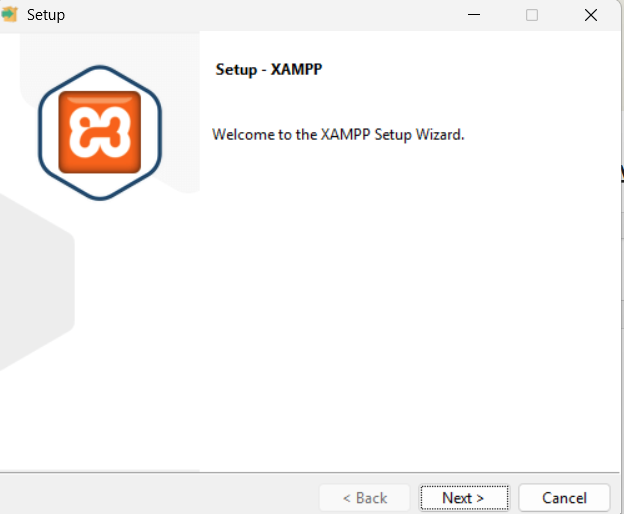 Setup
Setup - XAMPP
Welcome to the XAMPP Setup Wizard.
< Back
Next >
Cancel